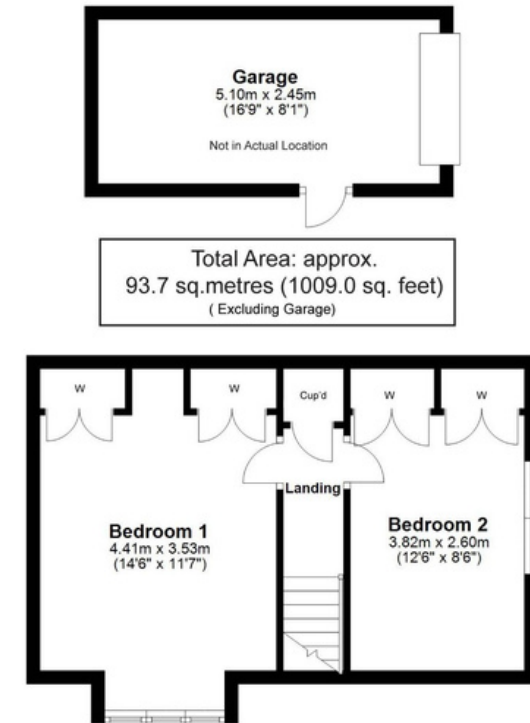 Garage
5.10m x 2.45m
(16'9" x 8'1")
Not in Actual Location
Total Area: approx.
93.7 sq.metres (1009.0 sq. feet)
( Excluding Garage)
W
W
Cup'd
W
W
Landing
Bedroom 1
4.41m x 3.53m
(14'6" x 11'7")
Bedroom 2
3.82m x 2.60m
(12'6" x 8'6")